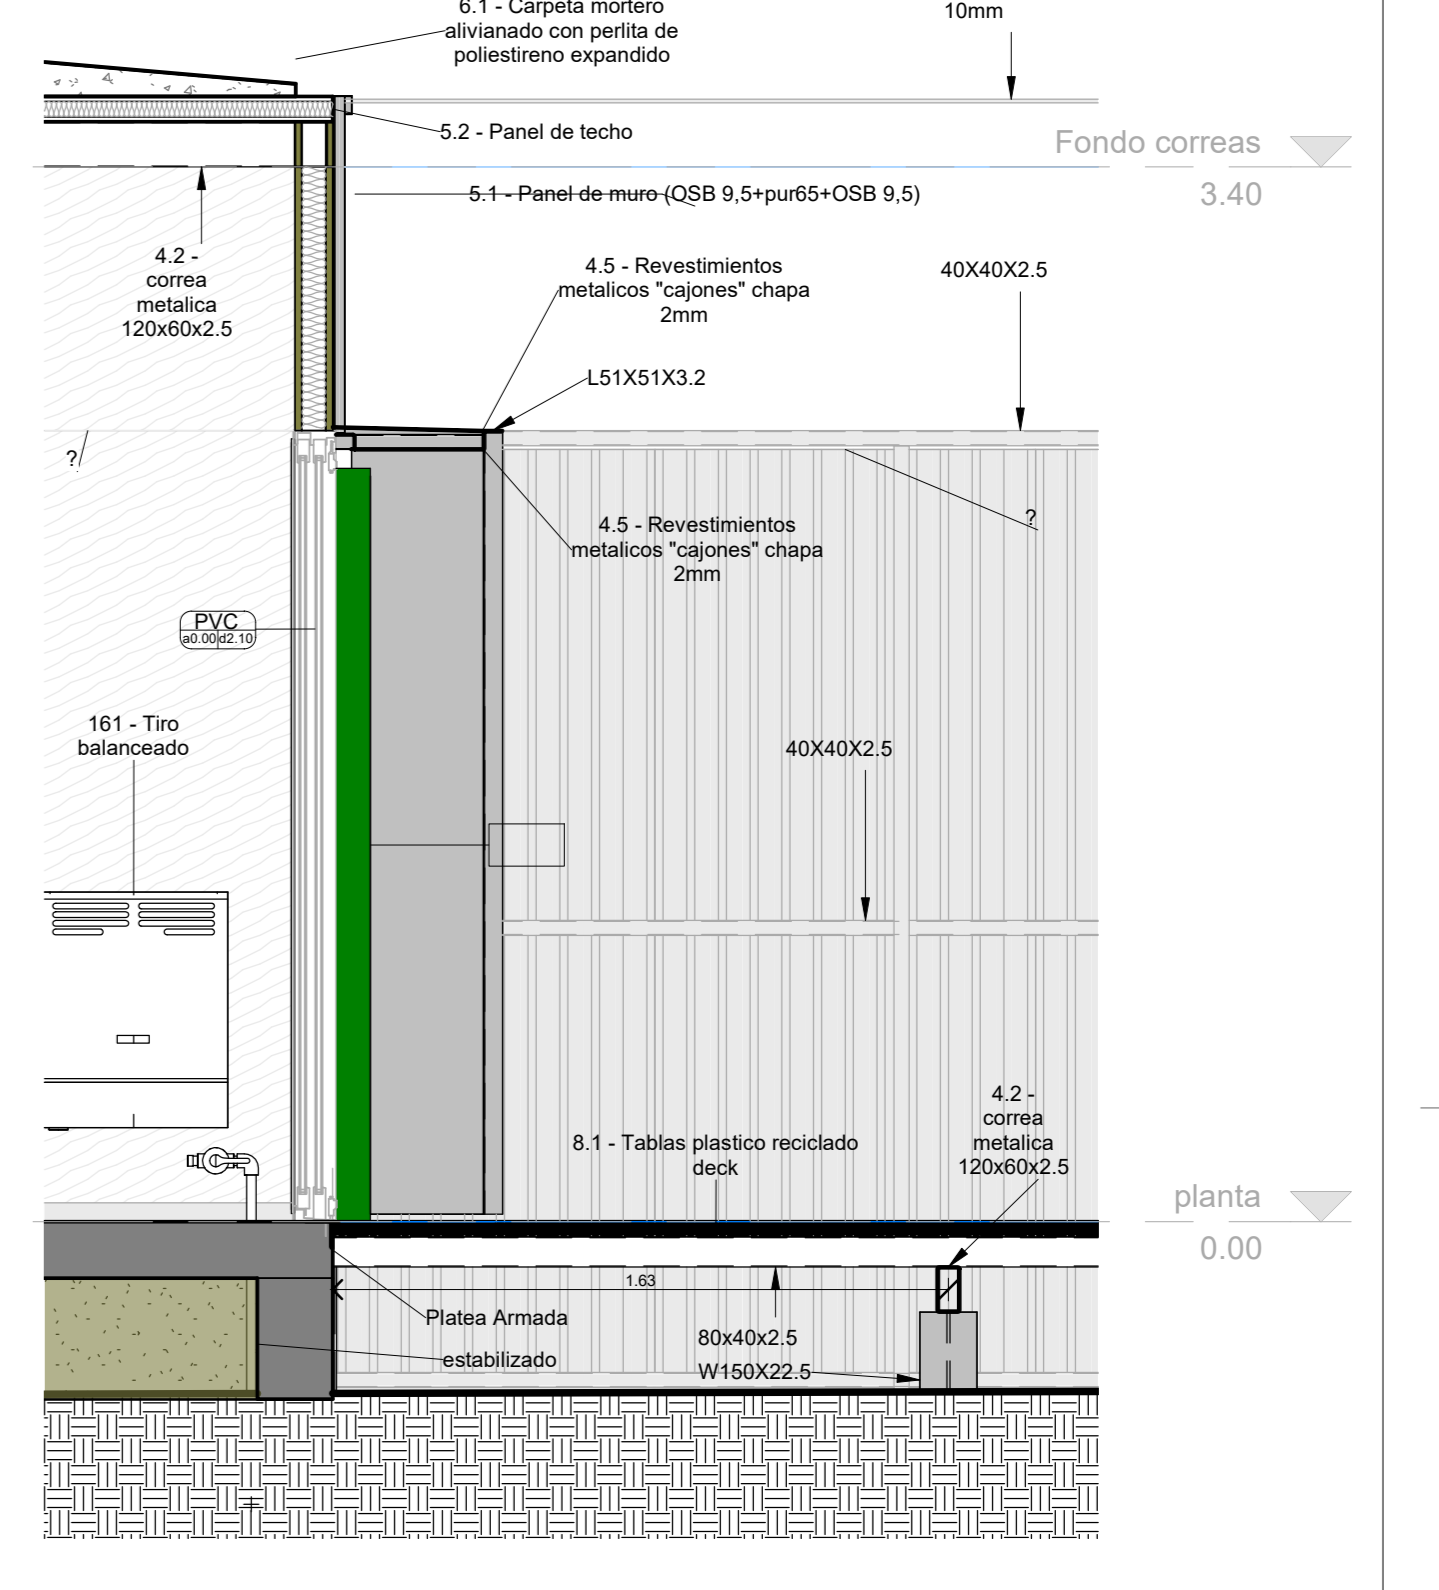 6.1 - Carpeta mortero
alivianado con perlita de
poliestireno expandido
10mm
5.2 - Panel de techo
Fondo correas
3.40
5.1 - Panel de muro (OSB 9,5+pur65+OSB 9,5)
4.2 -
correa
metalica
120x60x2.5
4.5 - Revestimientos
metalicos "cajones" chapa
2mm
40X40X2.5
L51X51X3.2
?
4.5 - Revestimientos
metalicos "cajones" chapa
2mm
?
PVC
a0.00 d2.10
161 - Tiro
balanceado
40X40X2.5
4.2 -
correa
metalica
120x60x2.5
8.1 - Tablas plastico reciclado
deck
planta
0.00
1.63
Platea Armada
estabilizado
80x40x2.5
W150X22.5